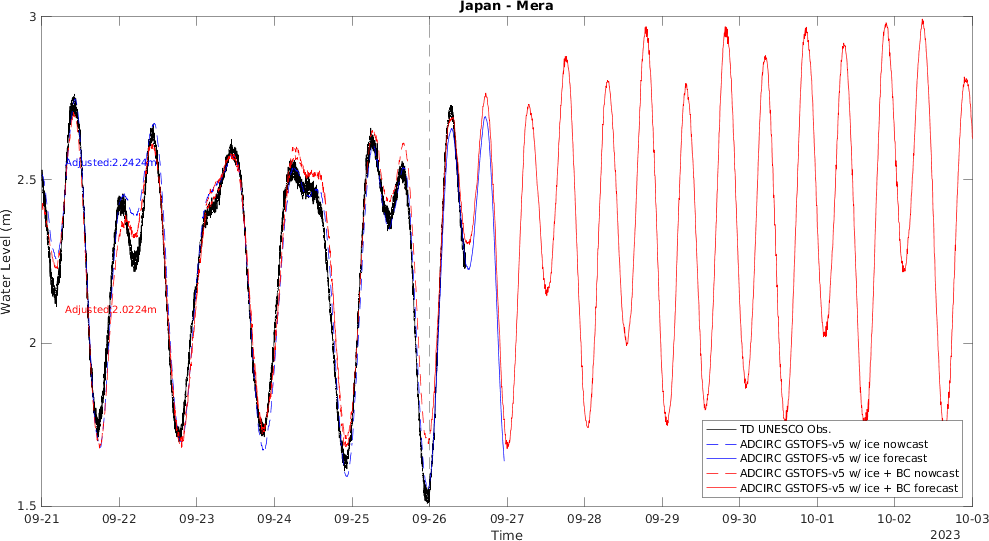 Japan - Mera
3
2.5
2
1.5
Water Level (m)
Adjusted:2.2424m
Adjusted:2.0224m
TD UNESCO Obs.
ADCIRC GSTOFS-v5 w/ ice nowcast
ADCIRC GSTOFS-v5 w/ ice forecast
ADCIRC GSTOFS-v5 w/ ice + BC nowcast
ADCIRC GSTOFS-v5 w/ ice + BC forecast
09-21 09-22 09-23 09-24 09-25 09-26 09-27 09-28 09-29 09-30 10-01 10-02 10-03
Time
2023